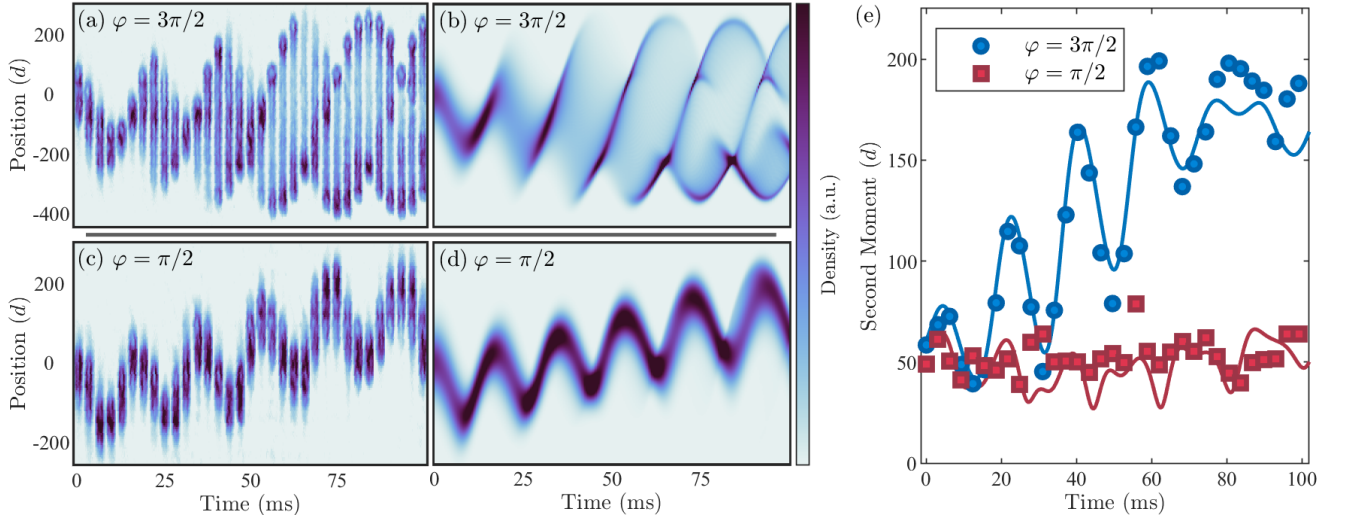 (a) φ = 3π/2
(b) φ = 3π/2
200
0
-200
-400
Position (d)
(c) φ = π/2
(d) φ = π/2
200
0
-200
Position (d)
0
25
50
75
Time (ms)
0
25
50
75
Time (ms)
Density (a.u.)
(e)
φ = 3π/2
φ = π/2
200
150
100
50
0
Second Moment (d)
0
20
40
60
80
100
Time (ms)